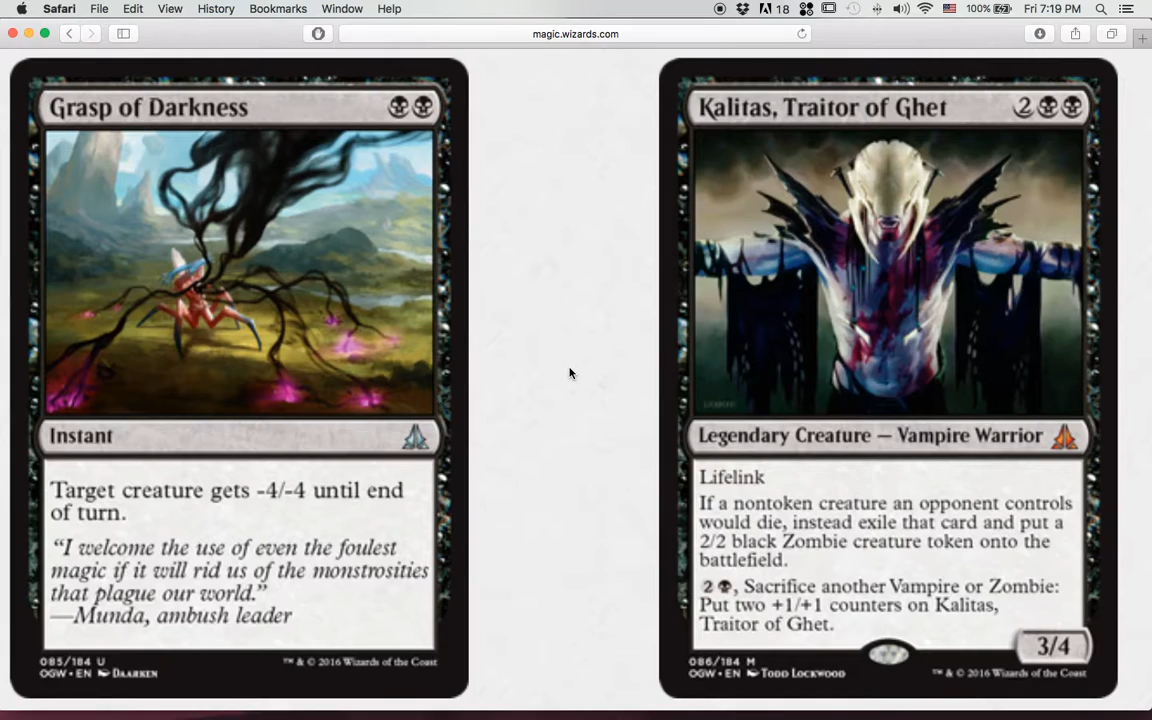 Safari File Edit View History Bookmarks Window Help 18 100% Fri 7:19 PM
magic.wizards.com
Grasp of Darkness
Instant
Target creature gets -4/-4 until end
of turn.
“I welcome the use of even the foulest
magic if it will rid us of the monstrosities
that plague our world.”
—Munda, ambush leader
085/184 U
OGW • EN DAARKEN
™ & © 2016 Wizards of the Coast
Kalitas, Traitor of Ghet 2
Legendary Creature — Vampire Warrior
Lifelink
If a nontoken creature an opponent controls
would die, instead exile that card and put a
2/2 black Zombie creature token onto the
battlefield.
2, Sacrifice another Vampire or Zombie:
Put two +1/+1 counters on Kalitas,
Traitor of Ghet.
3/4
086/184 M
OGW • EN TODD LOCKWOOD
™ & © 2016 Wizards of the Coast